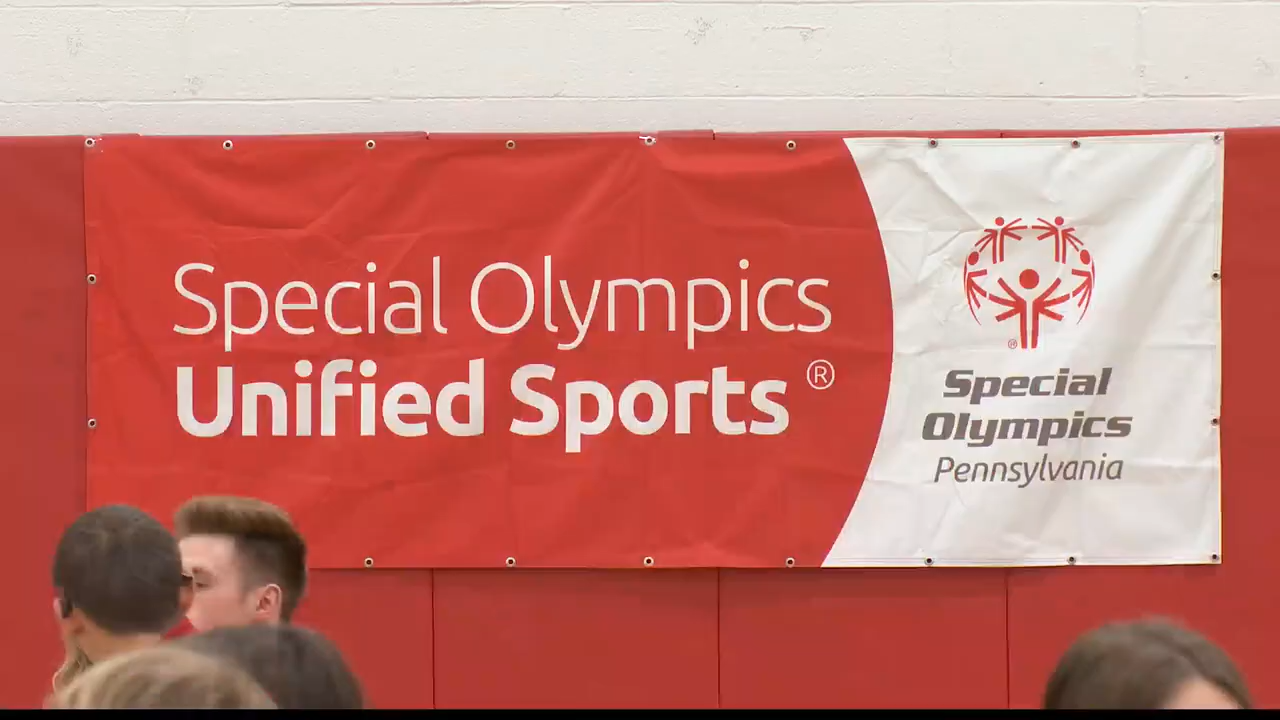 Special Olympics
Unified Sports ®
®
Special
Olympics
Pennsylvania